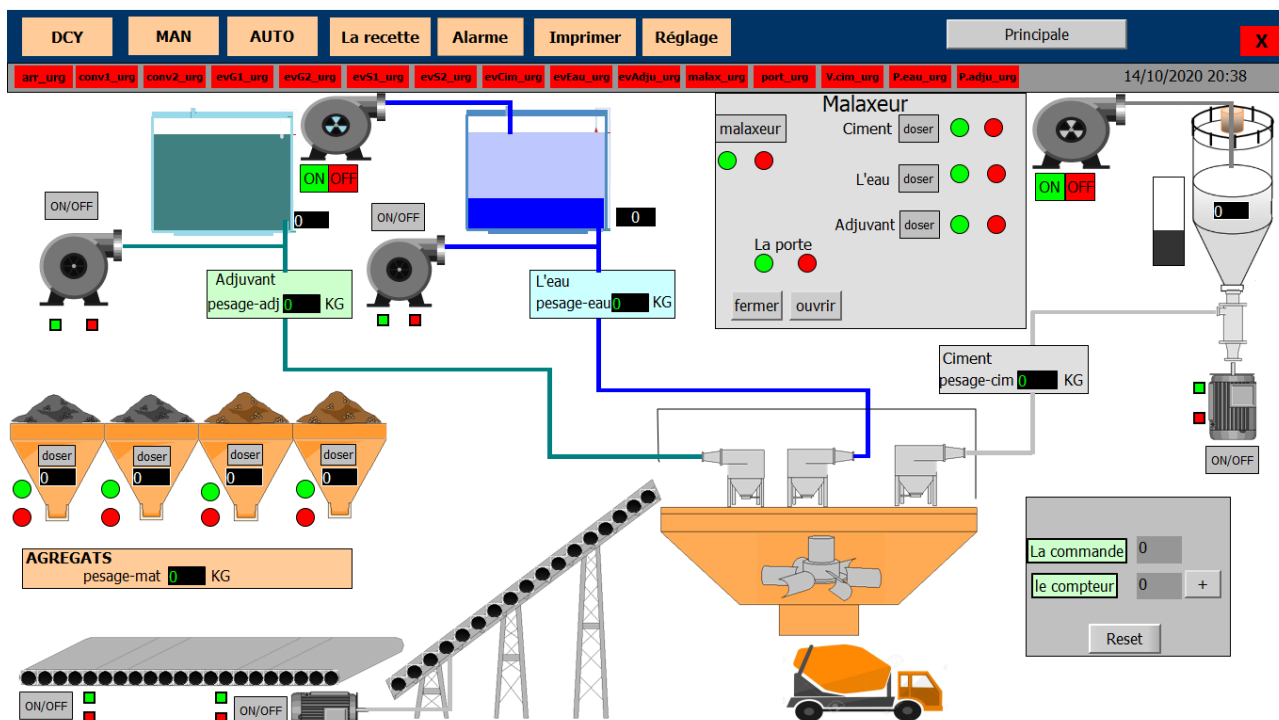 DCY MAN AUTO La recette Alarme Imprimer Réglage Principale X
arr_urg conv1_urg conv2_urg evG1_urg evG2_urg evS1_urg evS2_urg evCim_urg evEau_urg evAdju_urg malax_urg port_urg V.cim_urg P.eau_urg P.adju_urg 14/10/2020 20:38
Malaxeur
malaxeur
Ciment doser
L'eau doser
Adjuvant doser
La porte
fermer ouvrir
ON OFF
ON/OFF
0
ON/OFF
0
ON OFF
0
Adjuvant
pesage-adj 0 KG
L'eau
pesage-eau 0 KG
Ciment
pesage-cim 0 KG
ON/OFF
doser doser doser doser
0 0 0 0
AGREGATS
pesage-mat 0 KG
La commande 0
le compteur 0 +
Reset
ON/OFF ON/OFF